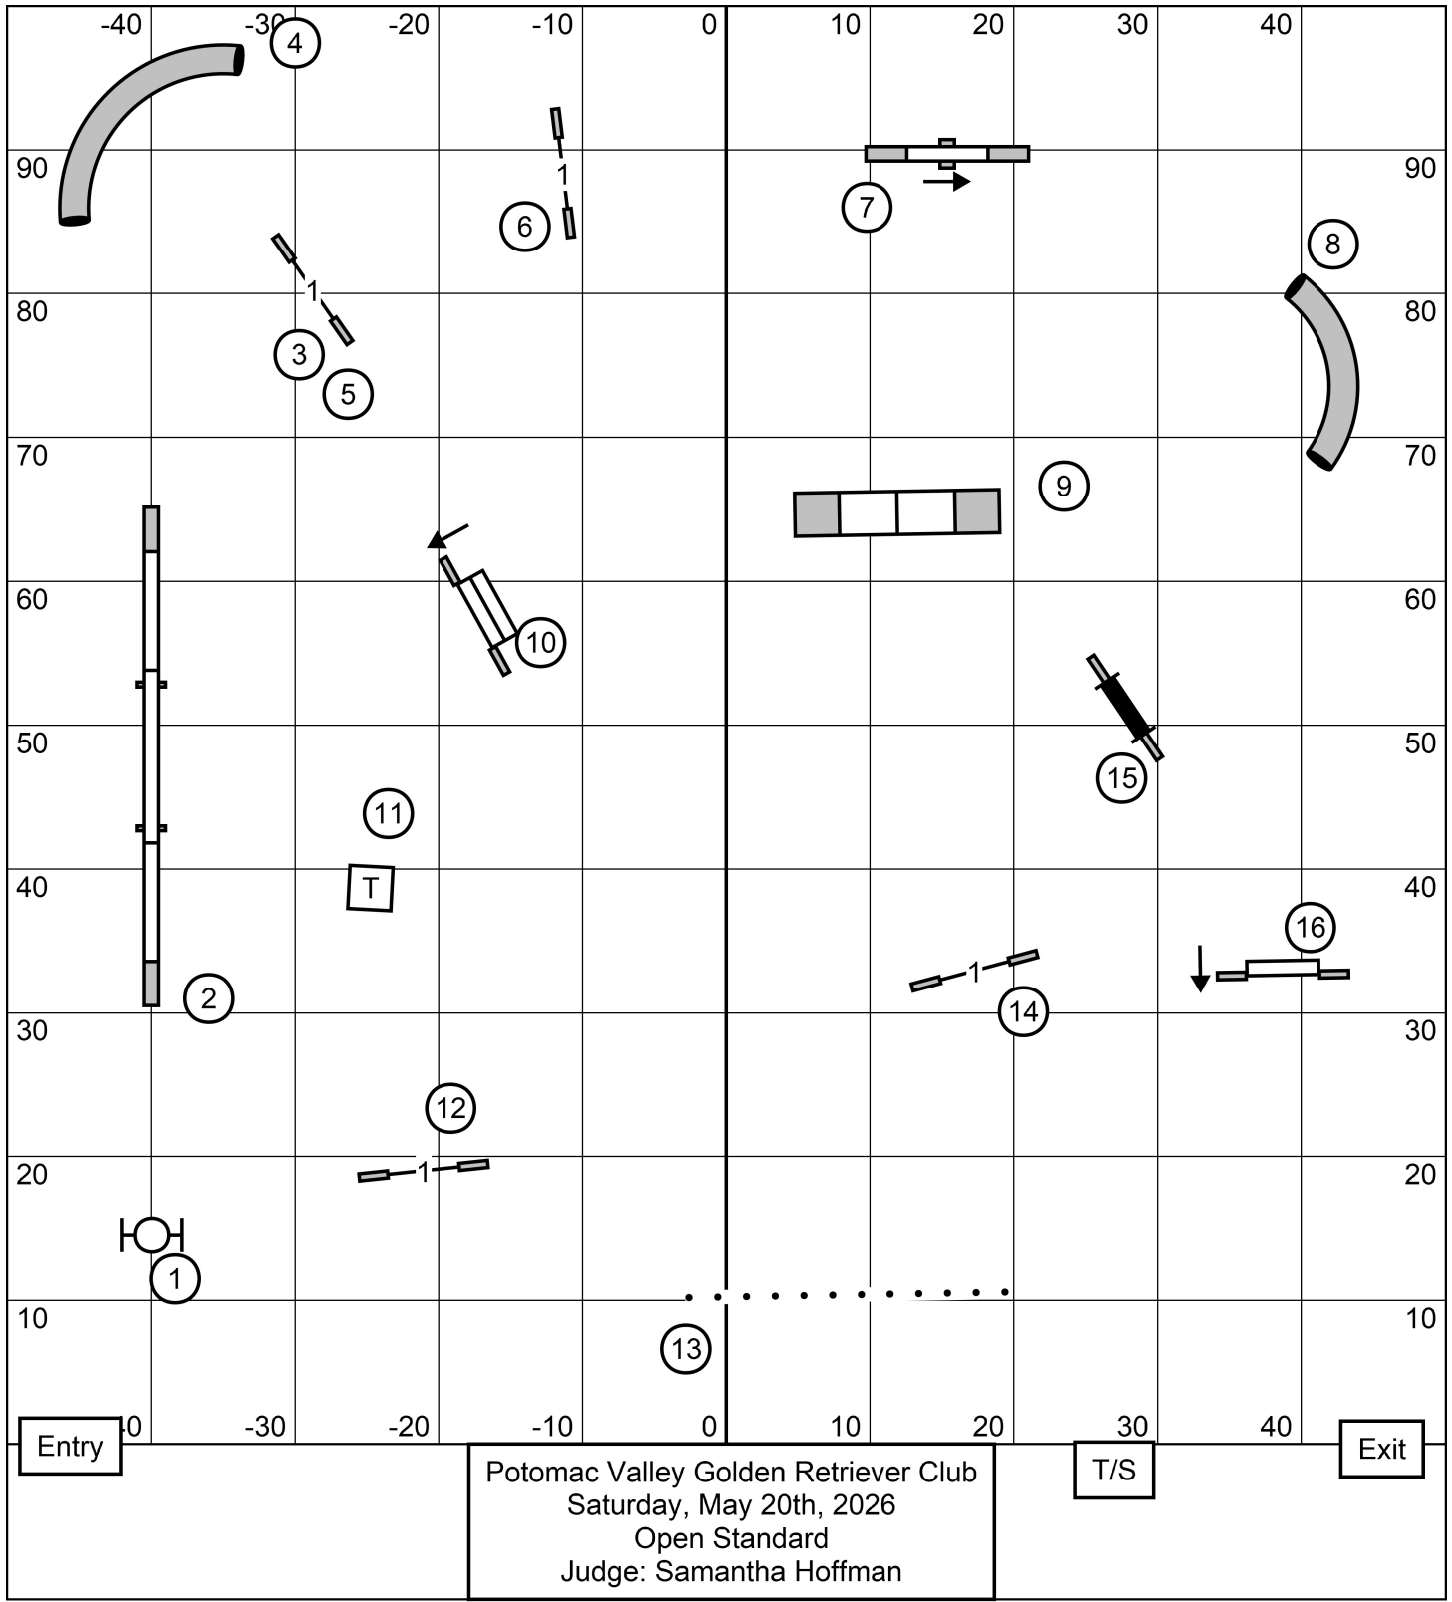 -40 -30 -20 -10 0 10 20 30 40
4
90 1 90
6 7
8
80 1 80
3
5
70 70
9
60 60
10
50 50
15
11
40 T 40
16
1
2 14
30 30
12
20 1 20
1
10 10
13
40 -30 -20 -10 0 10 20 30 40
Entry Exit
T/S
Potomac Valley Golden Retriever Club
Saturday, May 20th, 2026
Open Standard
Judge: Samantha Hoffman